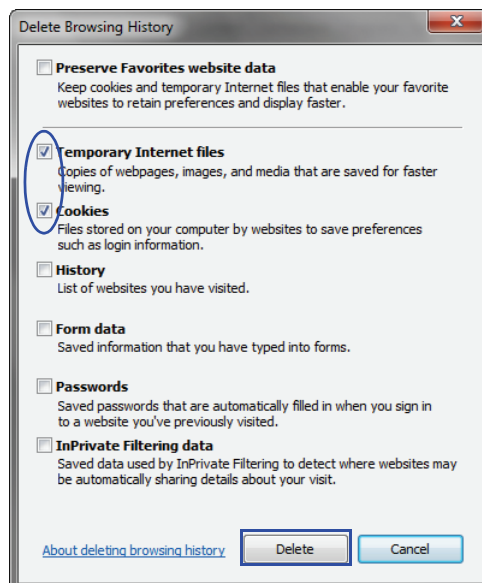 Delete Browsing History
Preserve Favorites website data
Keep cookies and temporary Internet files that enable your favorite
websites to retain preferences and display faster.
Temporary Internet files
Copies of webpages, images, and media that are saved for faster
viewing.
Cookies
Files stored on your computer by websites to save preferences
such as login information.
History
List of websites you have visited.
Form data
Saved information that you have typed into forms.
Passwords
Saved passwords that are automatically filled in when you sign in
to a website you've previously visited.
InPrivate Filtering data
Saved data used by InPrivate Filtering to detect where websites may
be automatically sharing details about your visit.
About deleting browsing history Delete Cancel